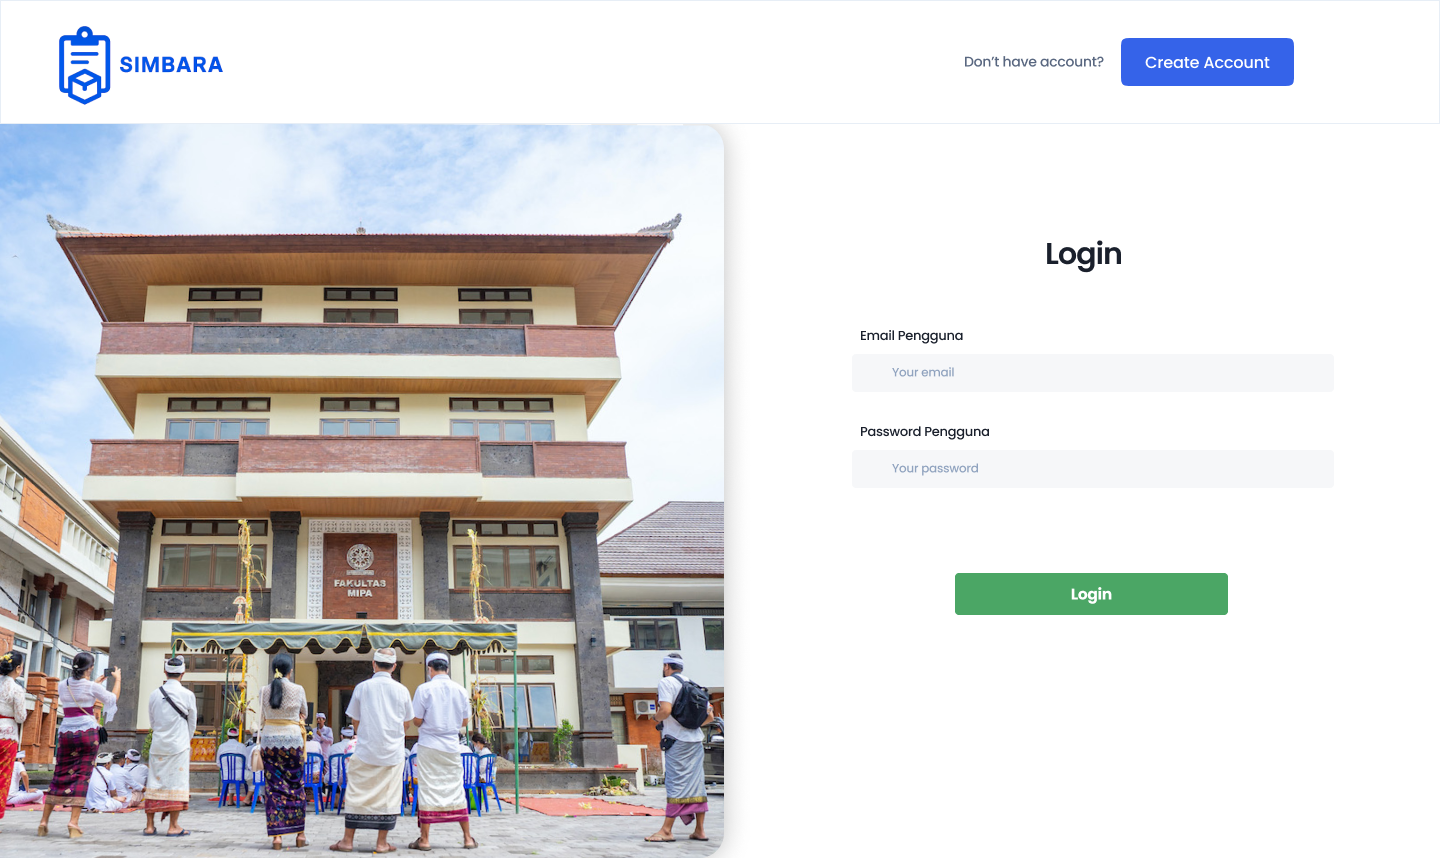 SIMBARA
Don't have account?
Create Account
FAKULTAS
MIPA
Login
Email Pengguna
Your email
Password Pengguna
Your password
Login